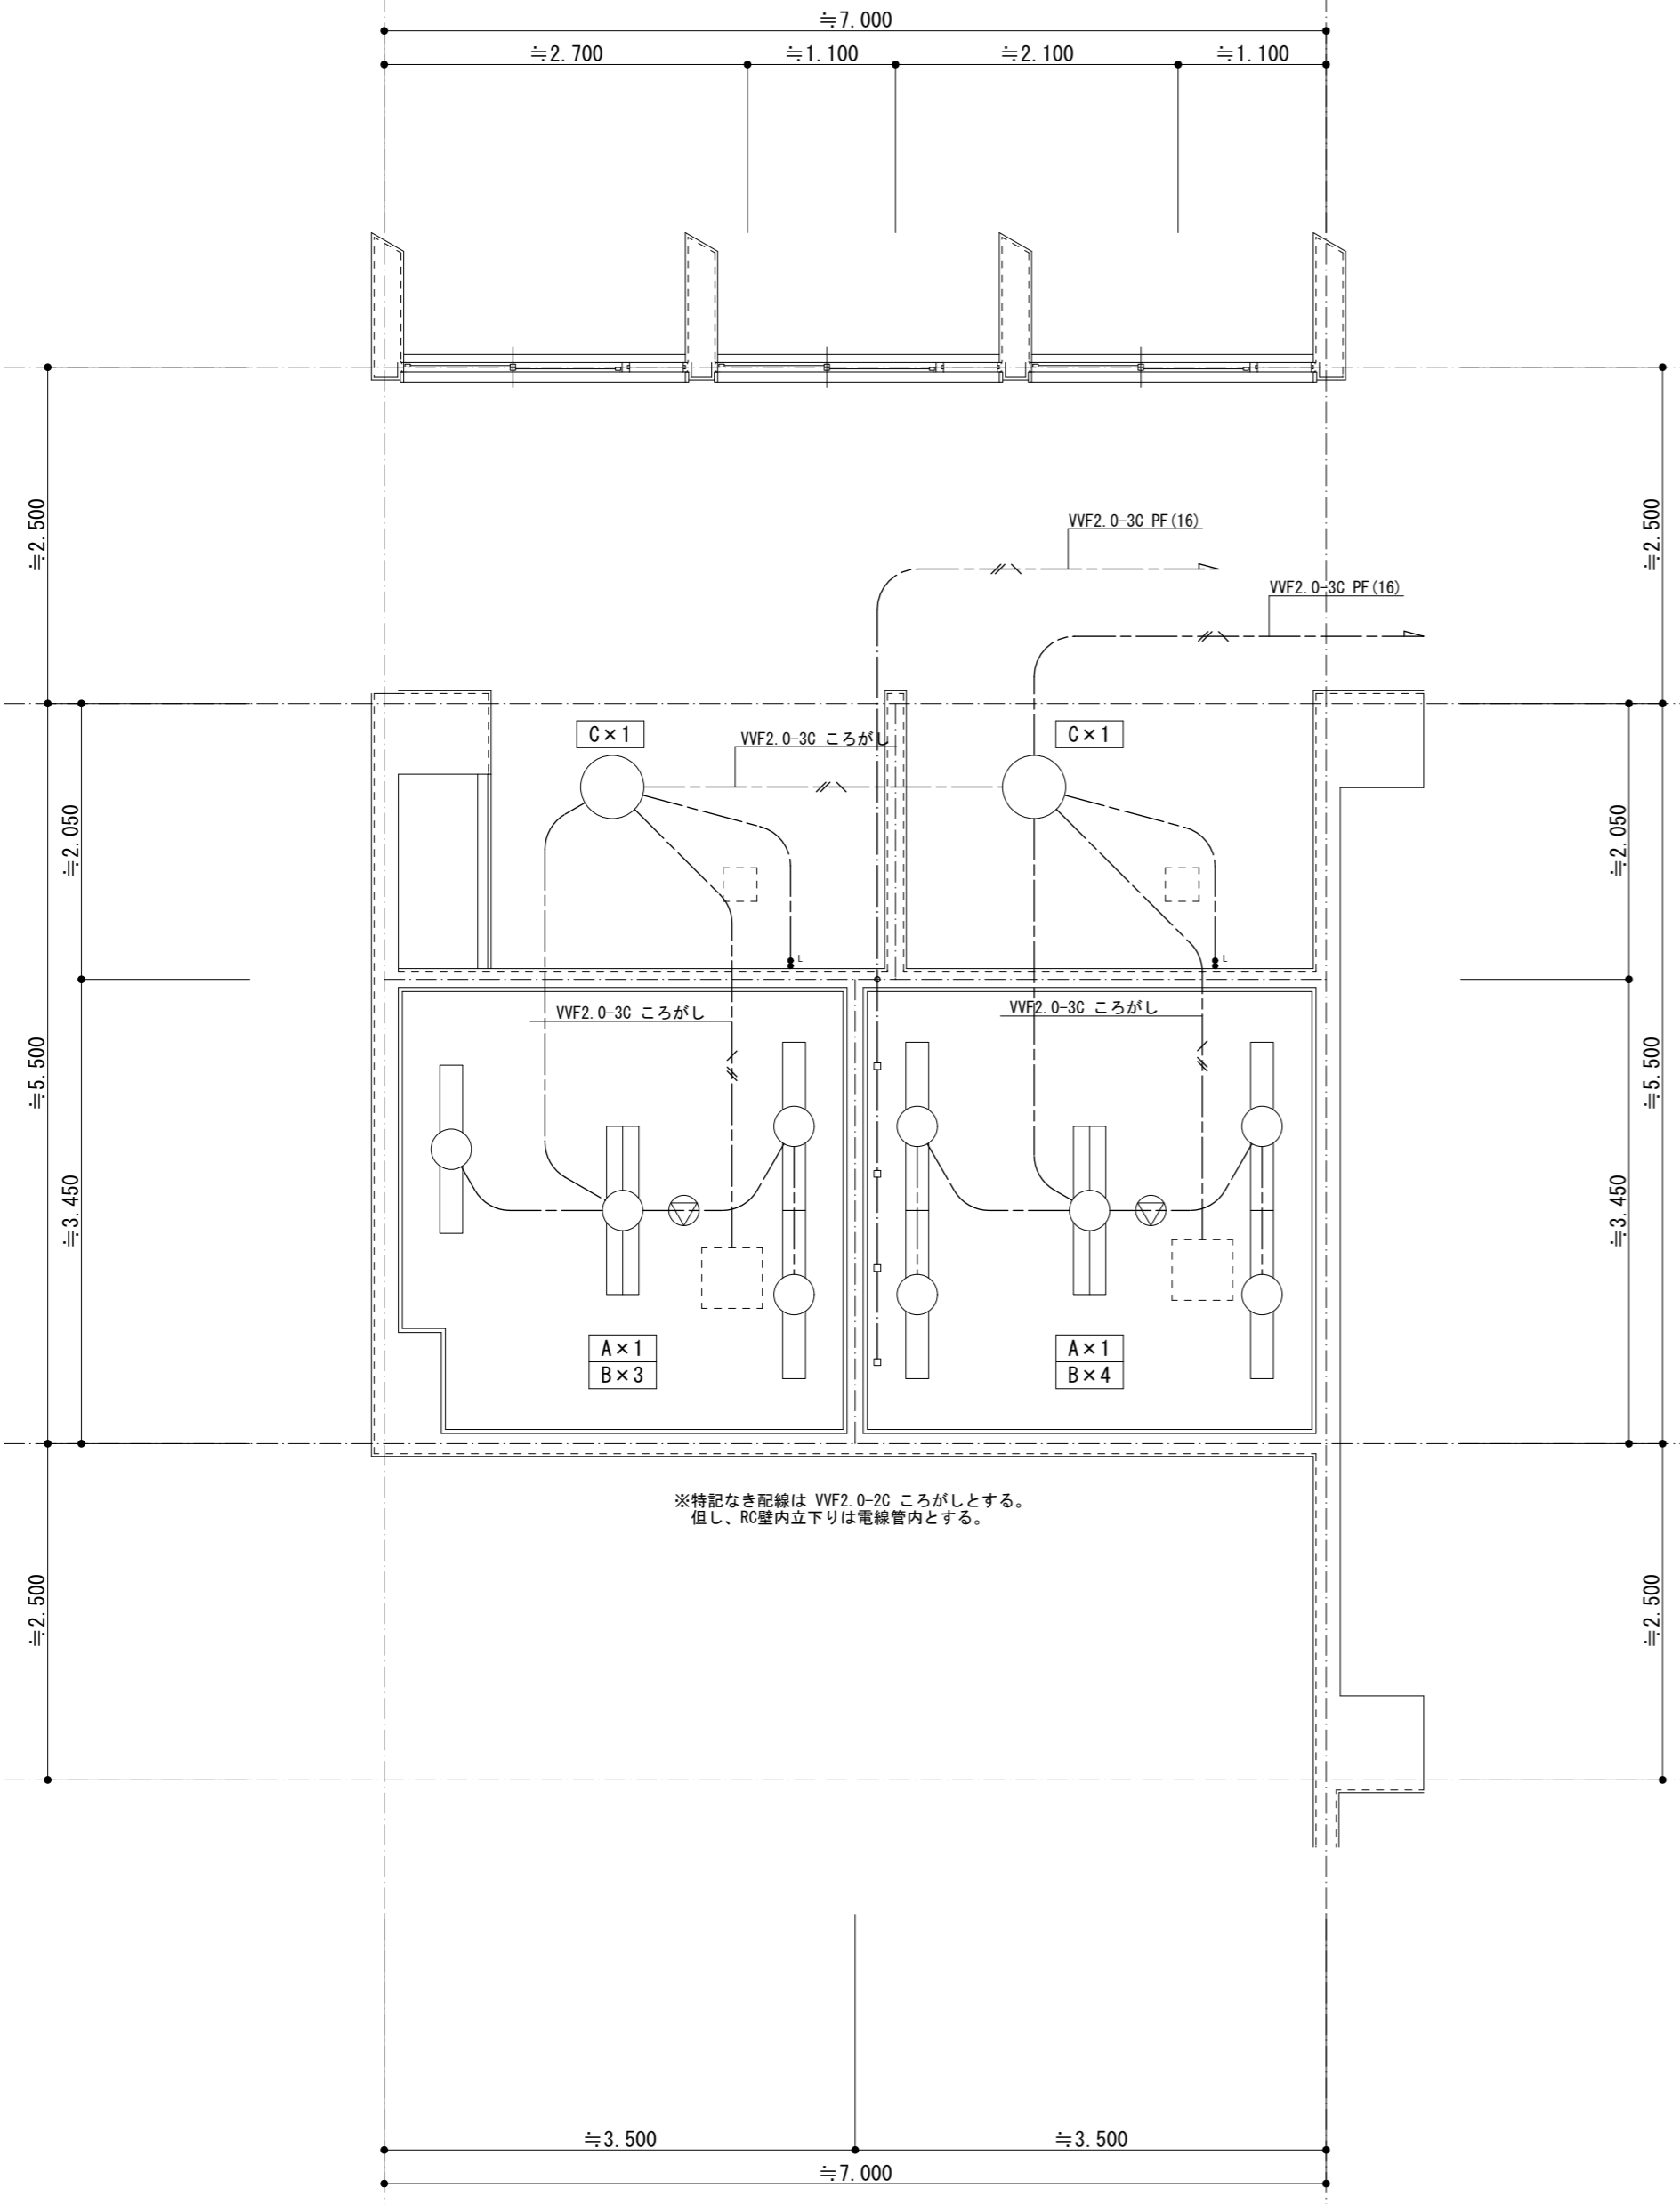 ≒7.000
≒2.700
≒1.100
≒2.100
≒1.100
≒2.500
≒2.500
VVF2.0-3C PF(16)
VVF2.0-3C PF(16)
C×1
C×1
VVF2.0-3C ころがし
≒2.050
≒2.050
L
L
VVF2.0-3C ころがし
VVF2.0-3C ころがし
≒5.500
≒5.500
≒3.450
≒3.450
A×1
B×3
A×1
B×4
※特記なき配線は VVF2.0-2C ころがしとする。
但し、RC壁内立下りは電線管内とする。
≒2.500
≒2.500
≒3.500
≒3.500
≒7.000